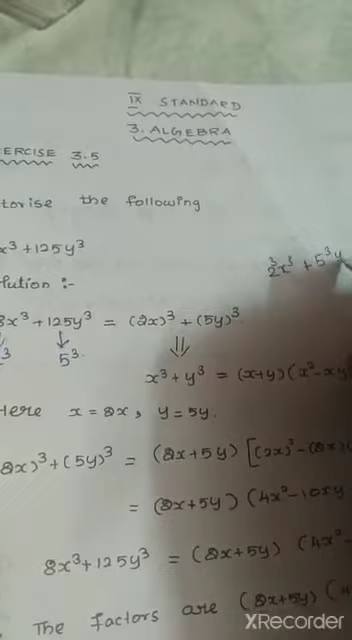 IX STANDARD
3. ALGEBRA
ERCISE 3.5
torise the following
x³ + 125y³
2³x³ + 5³y
lution :-
8x³ + 125y³ = (2x)³ + (5y)³
5³
⇓
x³ + y³ = (x+y) (x² - xy
Here x = 2x, y = 5y.
2x)³ + (5y)³ = (2x+5y) [(2x)² - (2x)(
= (2x+5y) (4x² - 10xy
8x³ + 125y³ = (2x+5y) (4x² -
The factors are (2x+5y) (4
XRecorder